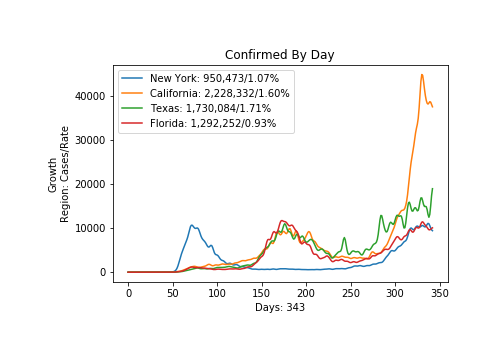 Confirmed By Day
New York: 950,473/1.07%
California: 2,228,332/1.60%
Texas: 1,730,084/1.71%
Florida: 1,292,252/0.93%
Growth
Region: Cases/Rate
40000
30000
20000
10000
0
0 50 100 150 200 250 300 350
Days: 343